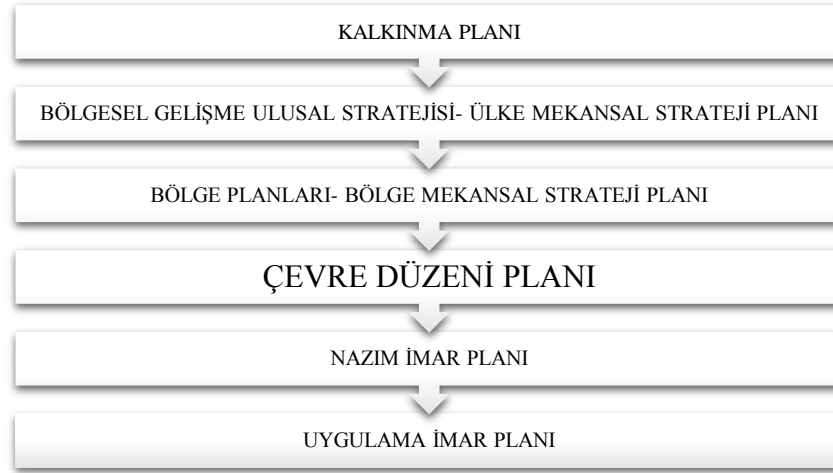 KALKINMA PLANI
BÖLGESEL GELİŞME ULUSAL STRATEJİSİ- ÜLKE MEKANSAL STRATEJİ PLANI
BÖLGE PLANLARI- BÖLGE MEKANSAL STRATEJİ PLANI
ÇEVRE DÜZENİ PLANI
NAZIM İMAR PLANI
UYGULAMA İMAR PLANI